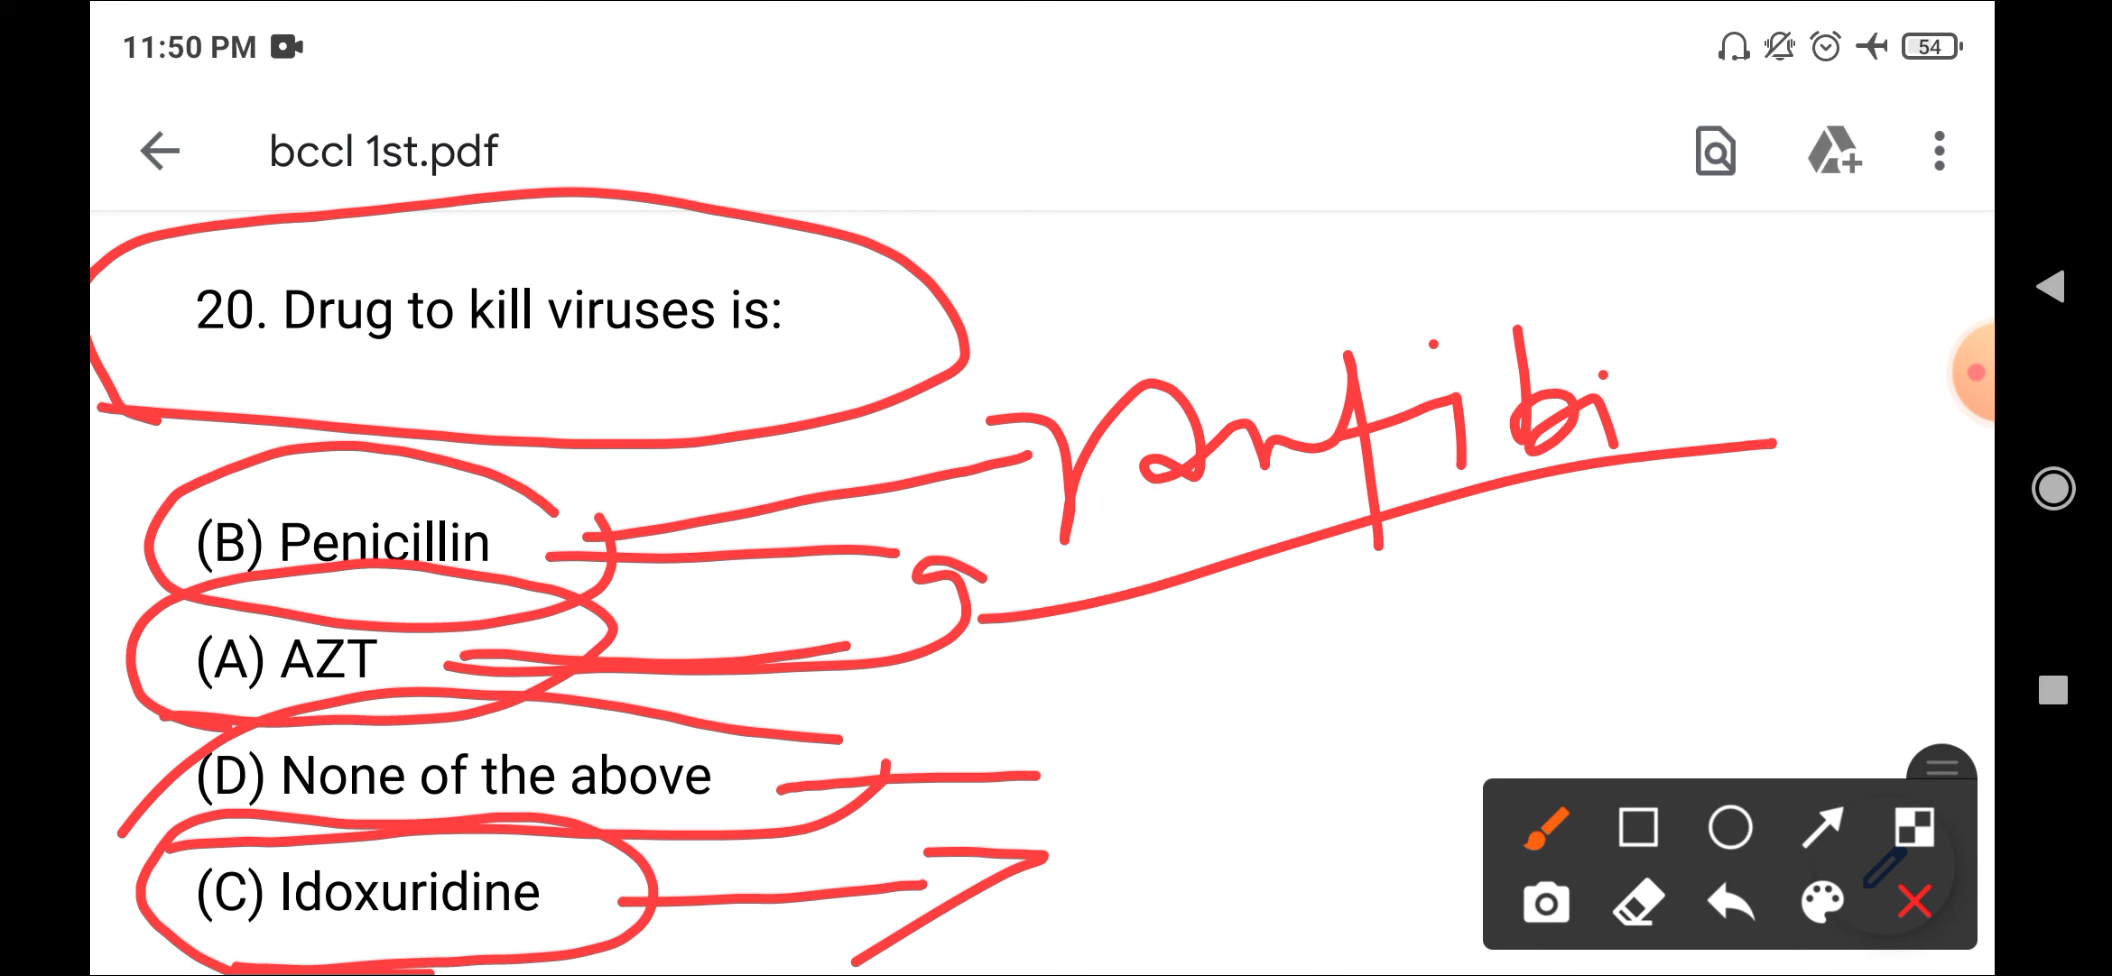 11:50 PM
54
bccl 1st.pdf
20. Drug to kill viruses is:
antibi
(B) Penicillin
(A) AZT
(D) None of the above
(C) Idoxuridine